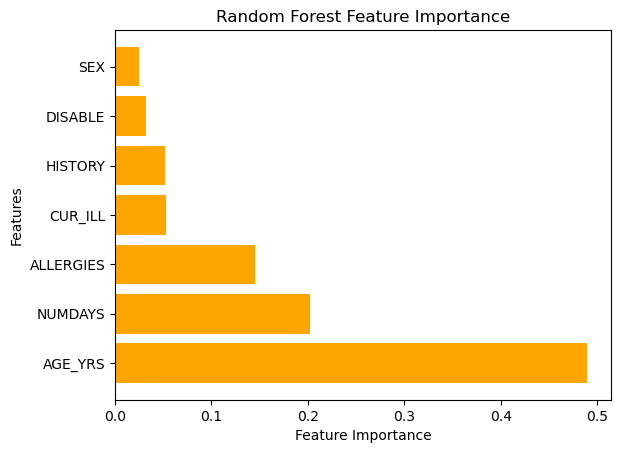 Random Forest Feature Importance
SEX
DISABLE
HISTORY
CUR_ILL
ALLERGIES
NUMDAYS
AGE_YRS
Features
0.0 0.1 0.2 0.3 0.4 0.5
Feature Importance